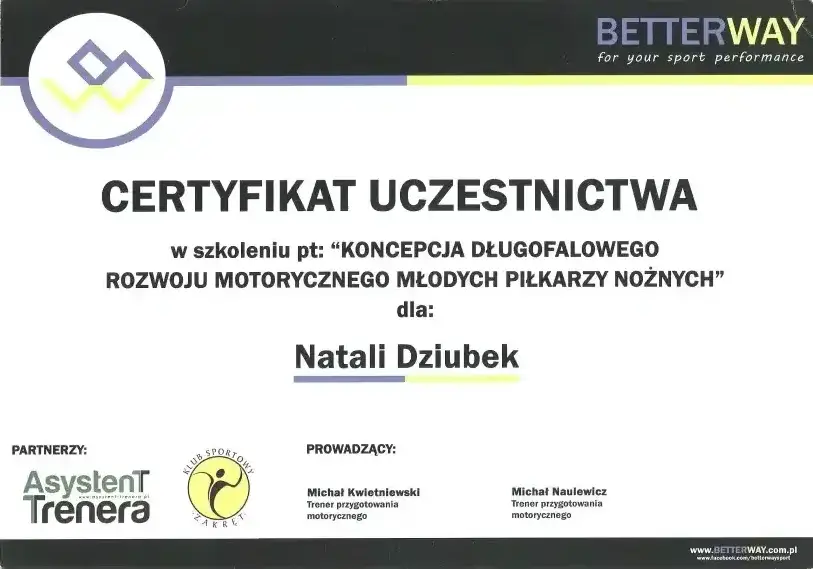 BETTERWAY
for your sport performance
CERTYFIKAT UCZESTNICTWA
w szkoleniu pt: “KONCEPCJA DŁUGOFALOWEGO
ROZWOJU MOTORYCZNEGO MŁODYCH PIŁKARZY NOŻNYCH”
dla:
Natali Dziubek
PARTNERZY:
AsystenT
www.asystent-trenera.pl
Trenera
KLUB SPORTOWY
ZAKRĘT
PROWADZĄCY:
Michał Kwietniewski
Trener przygotowania
motorycznego
Michał Naulewicz
Trener przygotowania
motorycznego
www.BETTERWAY.com.pl
www.facebook.com/betterwaysport